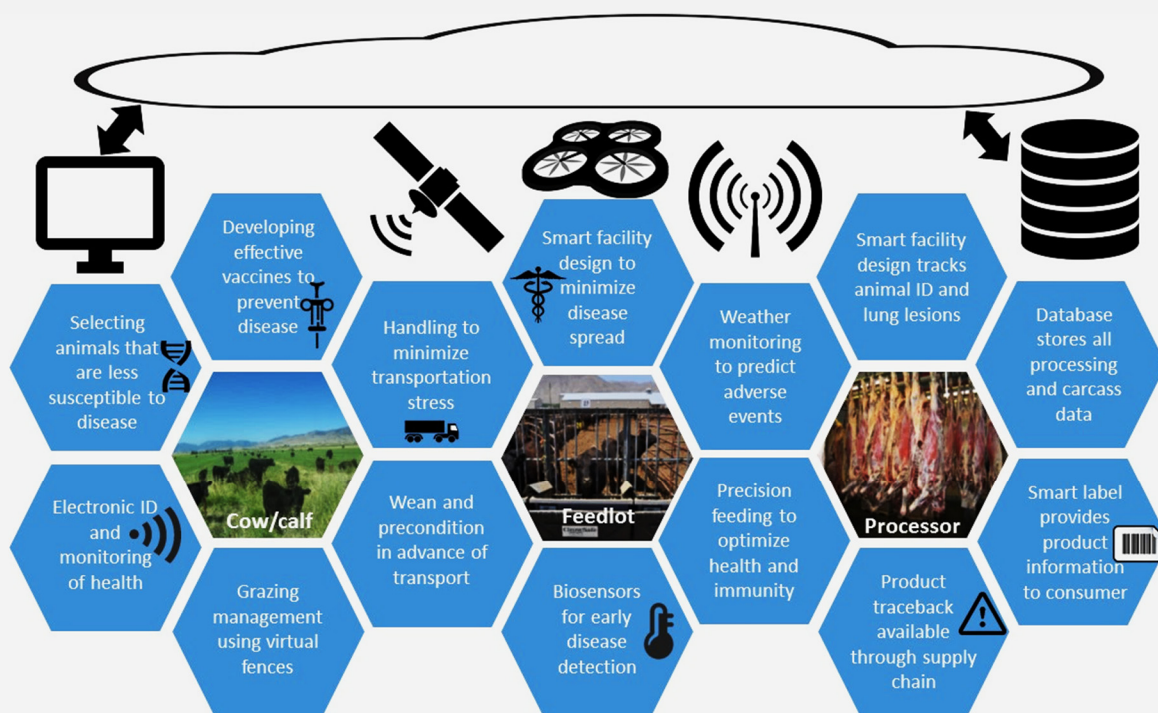 Developing
effective
vaccines to
prevent
disease
Smart facility
design to
minimize
disease
spread
Smart facility
design tracks
animal ID and
lung lesions
Selecting
animals that
are less
susceptible to
disease
Handling to
minimize
transportation
stress
Weather
monitoring
to predict
adverse
events
Database
stores all
processing
and carcass
data
Cow/calf
Feedlot
Processor
Electronic ID
and
monitoring
of health
Wean and
precondition
in advance of
transport
Precision
feeding to
optimize
health and
immunity
Smart label
provides
product
information
to consumer
Grazing
management
using virtual
fences
Biosensors
for early
disease
detection
Product
traceback
available
through supply
chain